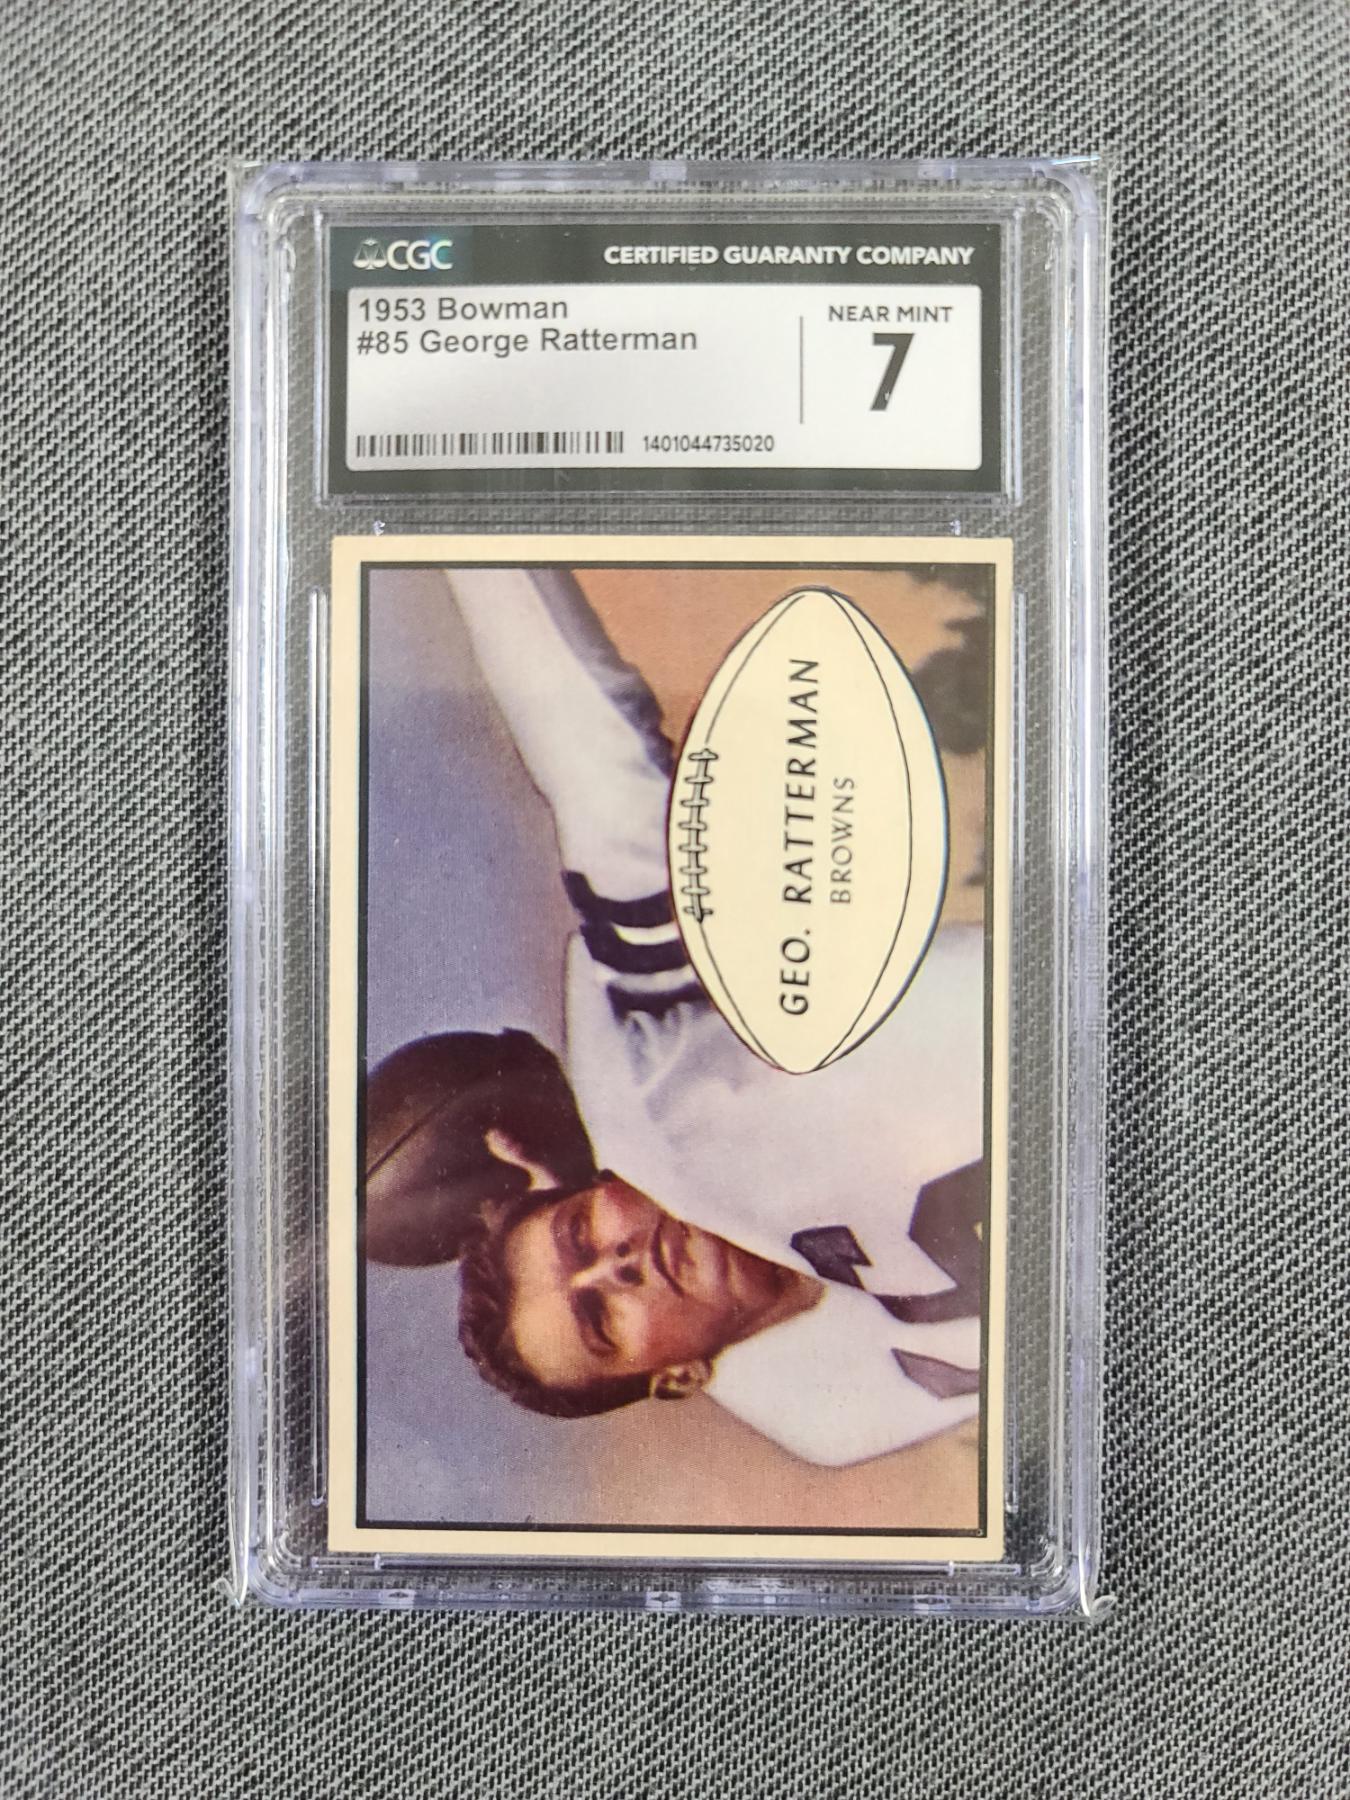 CGC
CERTIFIED GUARANTY COMPANY
1953 Bowman
#85 George Ratterman
NEAR MINT
7
1401044735020
GEO. RATTERMAN
BROWNS